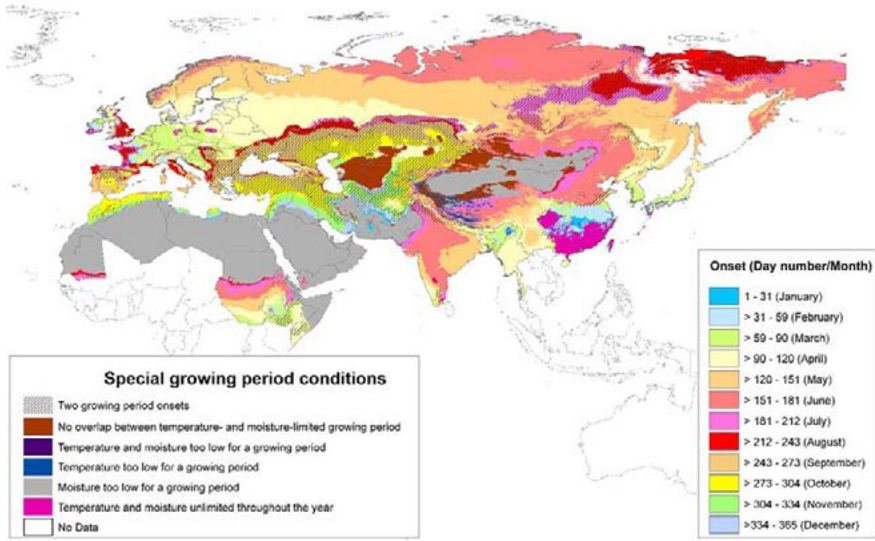 Onset (Day number/Month)
1 - 31 (January)
> 31 - 59 (February)
> 59 - 90 (March)
> 90 - 120 (April)
> 120 - 151 (May)
> 151 - 181 (June)
> 181 - 212 (July)
> 212 - 243 (August)
> 243 - 273 (September)
> 273 - 304 (October)
> 304 - 334 (November)
>334 - 365 (December)
Special growing period conditions
Two growing period onsets
No overlap between temperature- and moisture-limited growing period
Temperature and moisture too low for a growing period
Temperature too low for a growing period
Moisture too low for a growing period
Temperature and moisture unlimited throughout the year
No Data